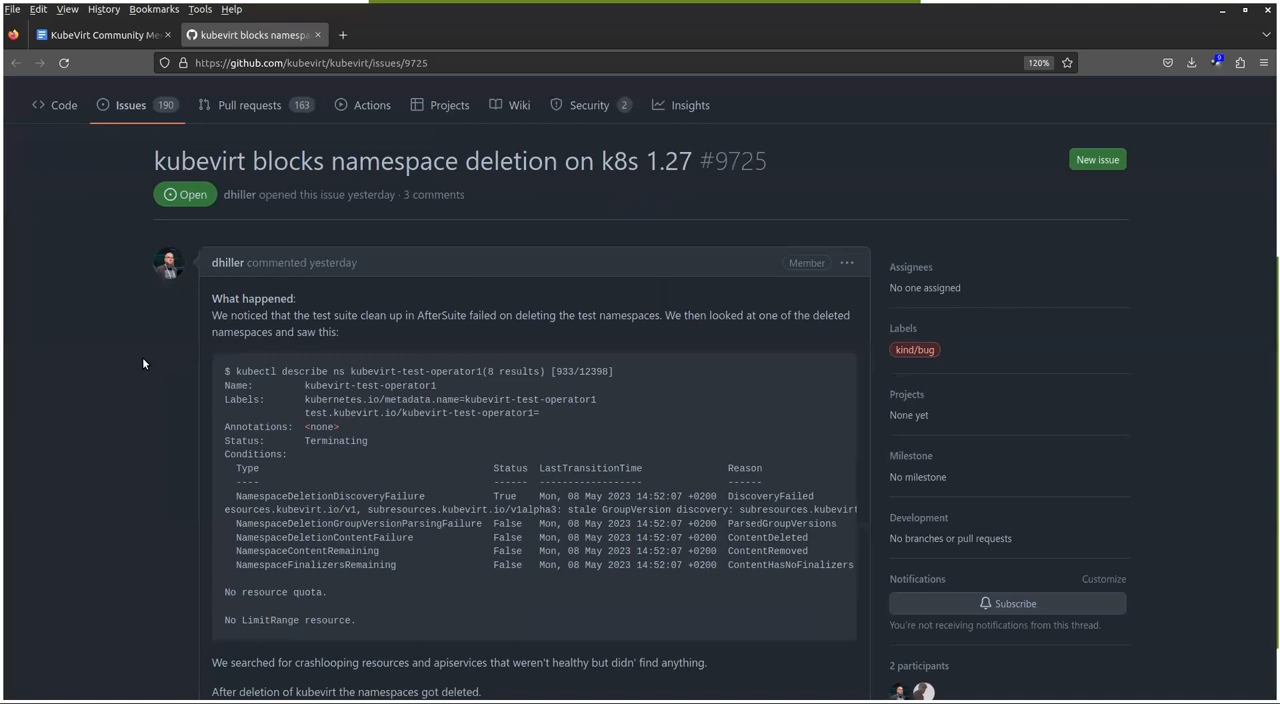 File Edit View History Bookmarks Tools Help
KubeVirt Community Me
kubevirt blocks namespa
https://github.com/kubevirt/kubevirt/issues/9725
120%
Code
Issues 190
Pull requests 163
Actions
Projects
Wiki
Security 2
Insights
kubevirt blocks namespace deletion on k8s 1.27 #9725
New issue
Open
dhiller opened this issue yesterday · 3 comments
dhiller commented yesterday
Member
What happened:
We noticed that the test suite clean up in AfterSuite failed on deleting the test namespaces. We then looked at one of the deleted
namespaces and saw this:
$ kubectl describe ns kubevirt-test-operator1(8 results) [933/12398]
Name: kubevirt-test-operator1
Labels: kubernetes.io/metadata.name=kubevirt-test-operator1
test.kubevirt.io/kubevirt-test-operator1=
Annotations: <none>
Status: Terminating
Conditions:
Type Status LastTransitionTime Reason
---- ------ ------------------ ------
NamespaceDeletionDiscoveryFailure True Mon, 08 May 2023 14:52:07 +0200 DiscoveryFailed
esources.kubevirt.io/v1, subresources.kubevirt.io/v1alpha3: stale GroupVersion discovery: subresources.kubevirt
NamespaceDeletionGroupVersionParsingFailure False Mon, 08 May 2023 14:52:07 +0200 ParsedGroupVersions
NamespaceDeletionContentFailure False Mon, 08 May 2023 14:52:07 +0200 ContentDeleted
NamespaceContentRemaining False Mon, 08 May 2023 14:52:07 +0200 ContentRemoved
NamespaceFinalizersRemaining False Mon, 08 May 2023 14:52:07 +0200 ContentHasNoFinalizers
No resource quota.
No LimitRange resource.
We searched for crashlooping resources and apiservices that weren't healthy but didn' find anything.
After deletion of kubevirt the namespaces got deleted.
Assignees
No one assigned
Labels
kind/bug
Projects
None yet
Milestone
No milestone
Development
No branches or pull requests
Notifications
Customize
Subscribe
You're not receiving notifications from this thread.
2 participants